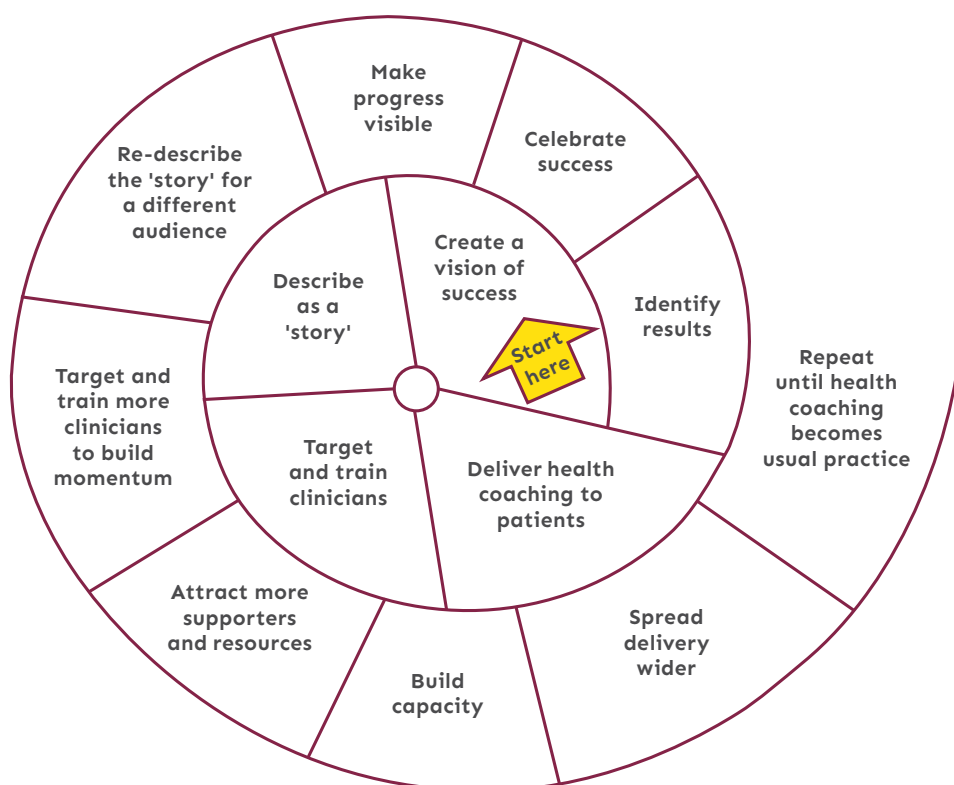 Start
here
Create a
vision of
success
Describe
as a
'story'
Target
and train
clinicians
Deliver health
coaching to
patients
Identify
results
Celebrate
success
Make
progress
visible
Re-describe
the 'story' for
a different
audience
Target and
train more
clinicians
to build
momentum
Attract more
supporters
and resources
Build
capacity
Spread
delivery
wider
Repeat
until health
coaching
becomes
usual practice